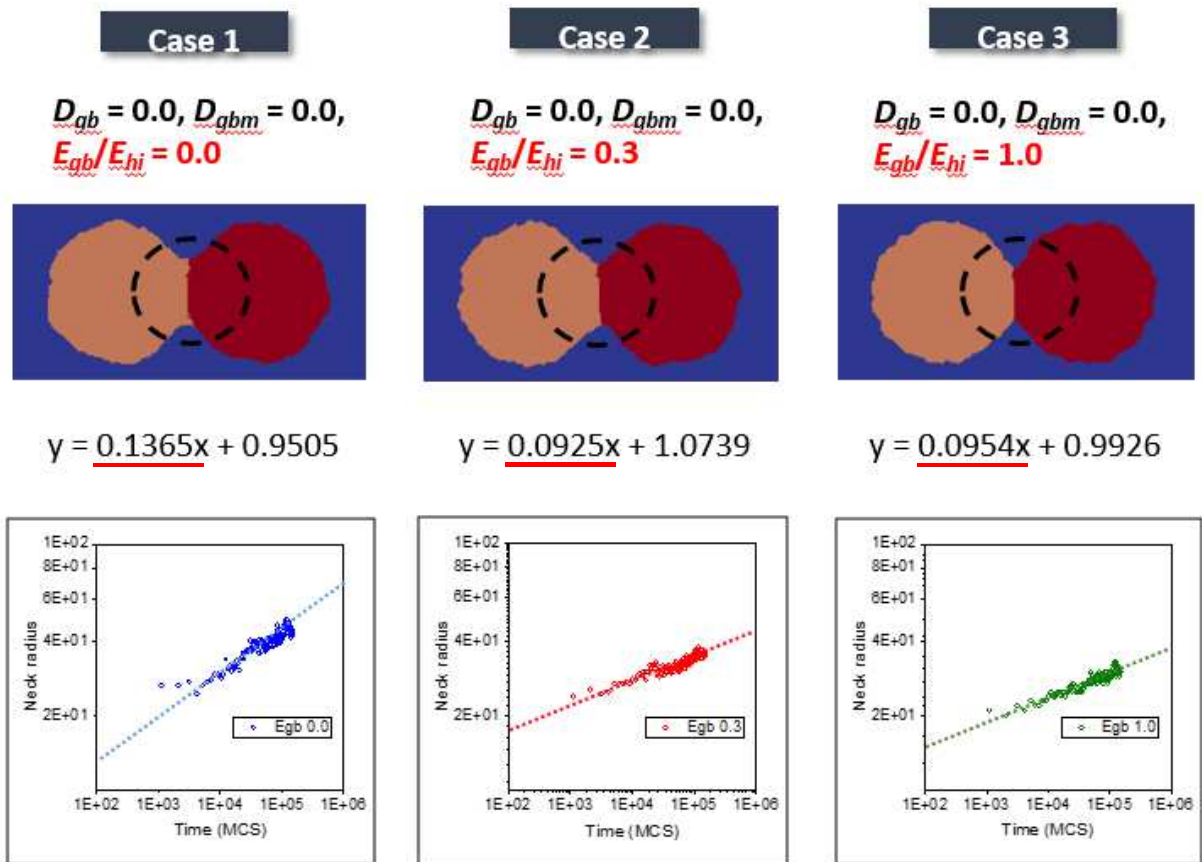 Case 1
Case 2
Case 3
Dgb = 0.0, Dgbm = 0.0,
Egb/Ehi = 0.0
Dgb = 0.0, Dgbm = 0.0,
Egb/Ehi = 0.3
Dgb = 0.0, Dgbm = 0.0,
Egb/Ehi = 1.0
y = 0.1365x + 0.9505
y = 0.0925x + 1.0739
y = 0.0954x + 0.9926
1E+02
8E+01
6E+01
4E+01
2E+01
Neck radius
Egb 0.0
1E+02 1E+03 1E+04 1E+05 1E+06
Time (MCS)
1E+02
8E+01
6E+01
4E+01
2E+01
Neck radius
Egb 0.3
1E+02 1E+03 1E+04 1E+05 1E+06
Time (MCS)
1E+02
8E+01
6E+01
4E+01
2E+01
Neck radius
Egb 1.0
1E+02 1E+03 1E+04 1E+05 1E+06
Time (MCS)